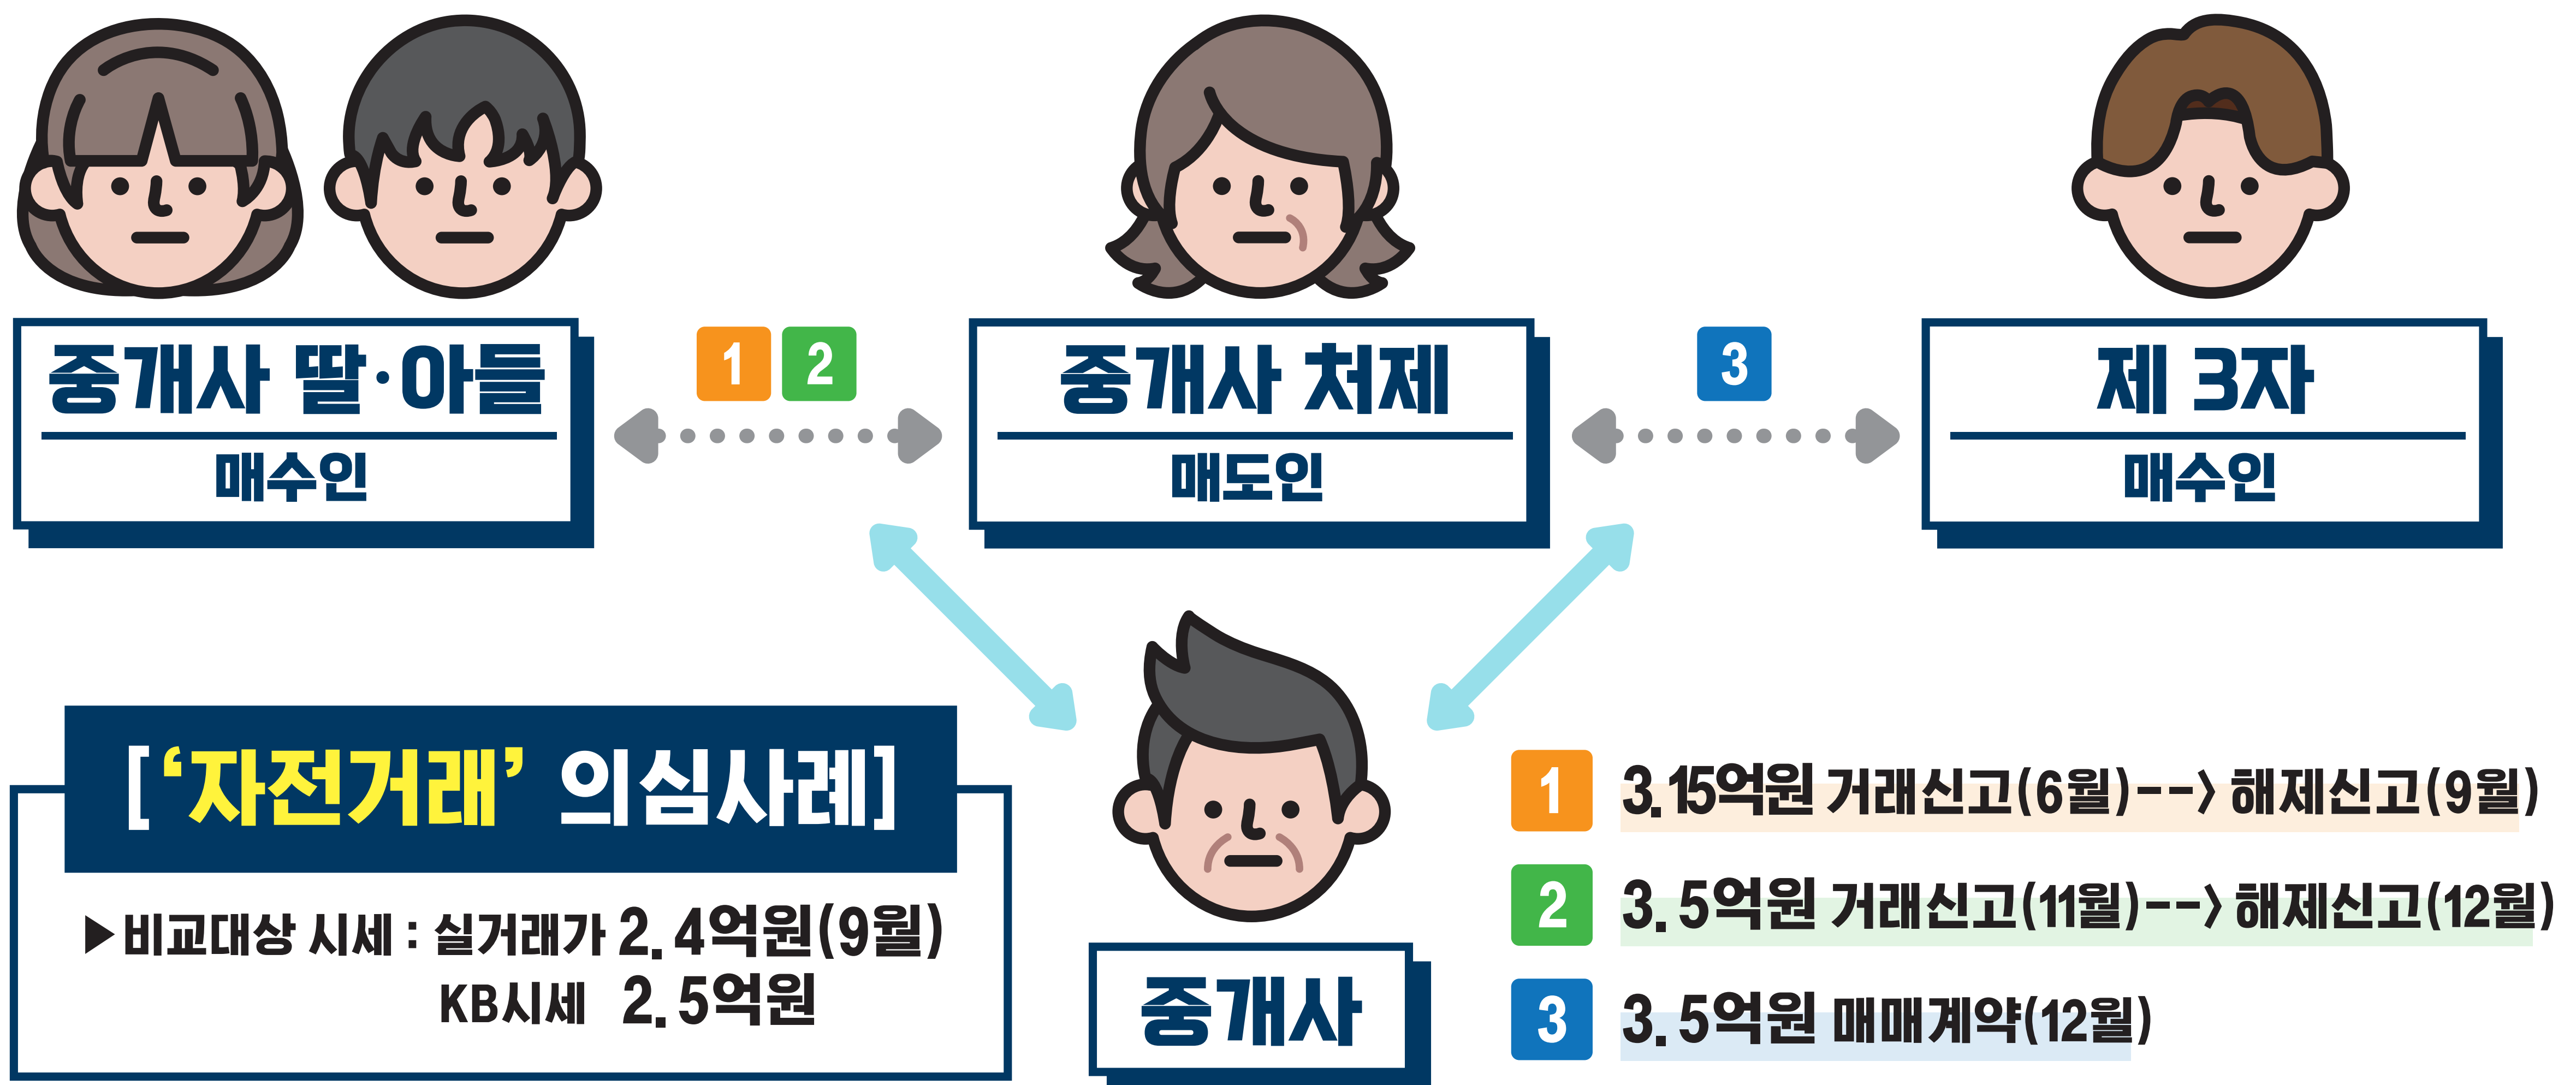 중개사 딸·아들
매수인
1 2
중개사 처제
매도인
3
제 3자
매수인
[‘자전거래’ 의심사례]
▶비교대상 시세 : 실거래가 2.4억원(9월)
KB시세 2.5억원
중개사
1 3.15억원 거래신고(6월)--> 해제신고(9월)
2 3.5억원 거래신고(11월)--> 해제신고(12월)
3 3.5억원 매매계약(12월)